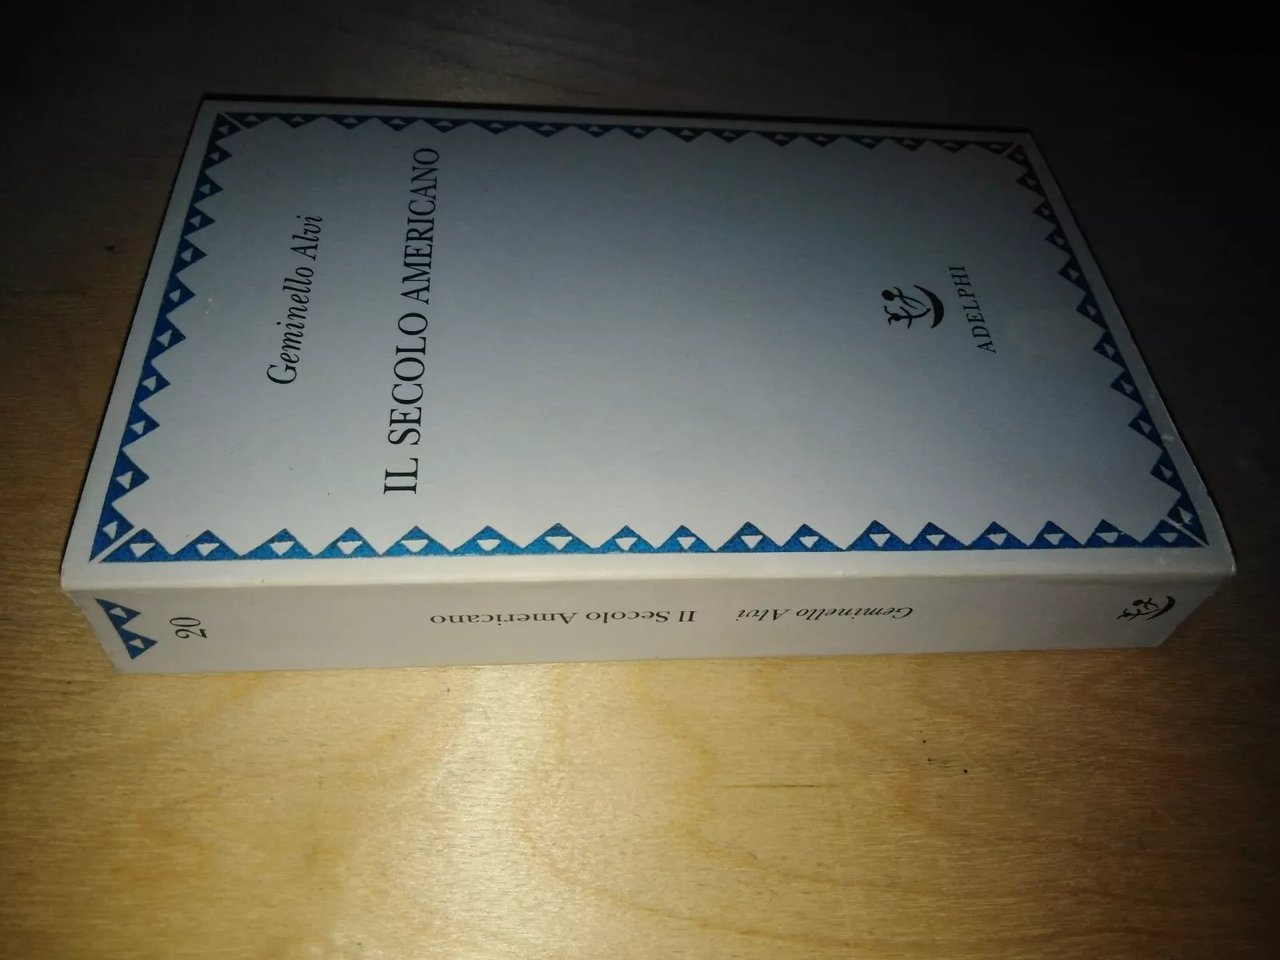 Geminello Alvi
IL SECOLO AMERICANO
ADELPHI
20
Geminello Alvi Il Secolo Americano